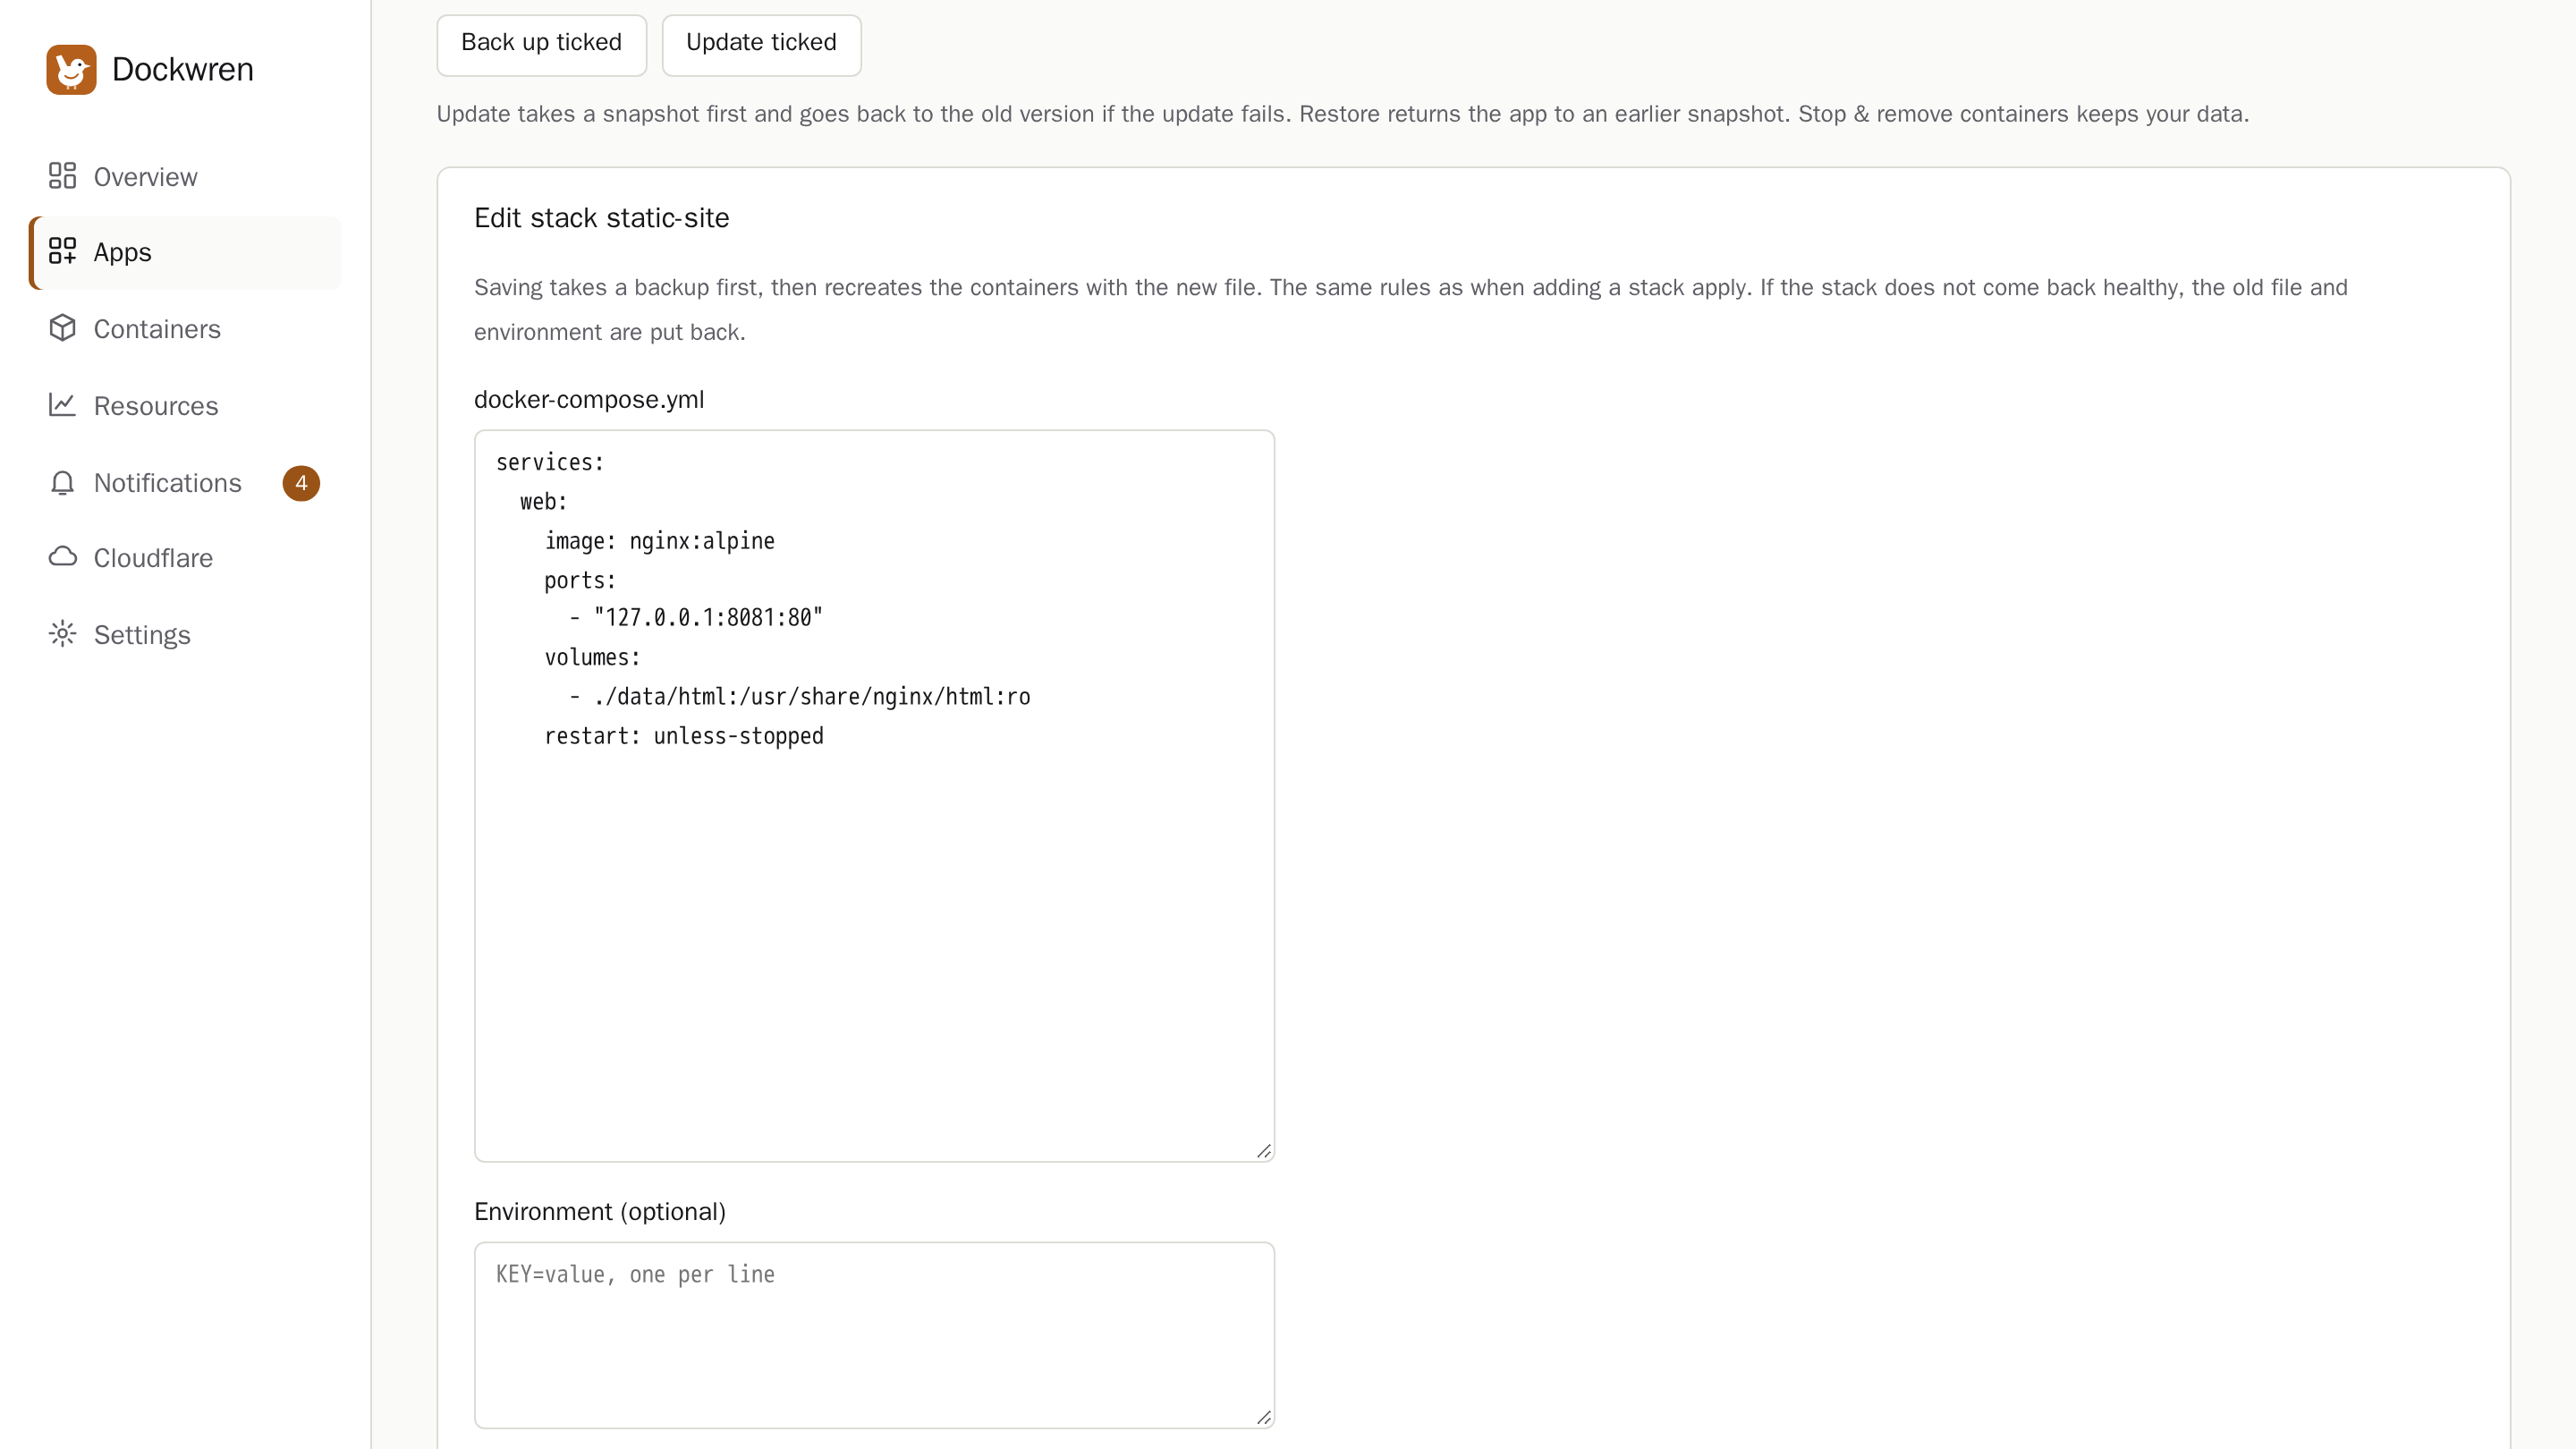 Dockwren
Overview
Apps
Containers
Resources
Notifications 4
Cloudflare
Settings
Back up ticked
Update ticked
Update takes a snapshot first and goes back to the old version if the update fails. Restore returns the app to an earlier snapshot. Stop & remove containers keeps your data.
Edit stack static-site
Saving takes a backup first, then recreates the containers with the new file. The same rules as when adding a stack apply. If the stack does not come back healthy, the old file and
environment are put back.
docker-compose.yml
services:
  web:
    image: nginx:alpine
    ports:
      - "127.0.0.1:8081:80"
    volumes:
      - ./data/html:/usr/share/nginx/html:ro
    restart: unless-stopped
Environment (optional)
KEY=value, one per line